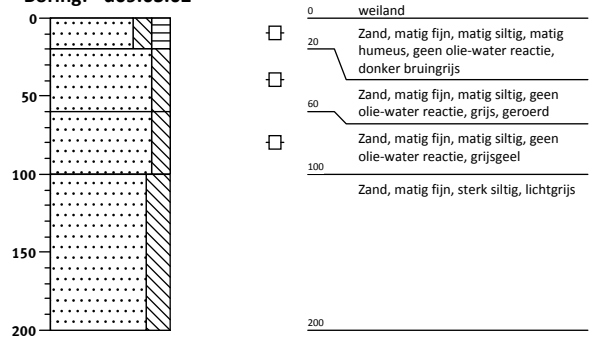 0
50
100
150
200
0 weiland
Zand, matig fijn, matig siltig, matig
humeus, geen olie-water reactie,
donker bruingrijs
20
Zand, matig fijn, matig siltig, geen
olie-water reactie, grijs, geroerd
60
Zand, matig fijn, matig siltig, geen
olie-water reactie, grijsgeel
100
Zand, matig fijn, sterk siltig, lichtgrijs
200